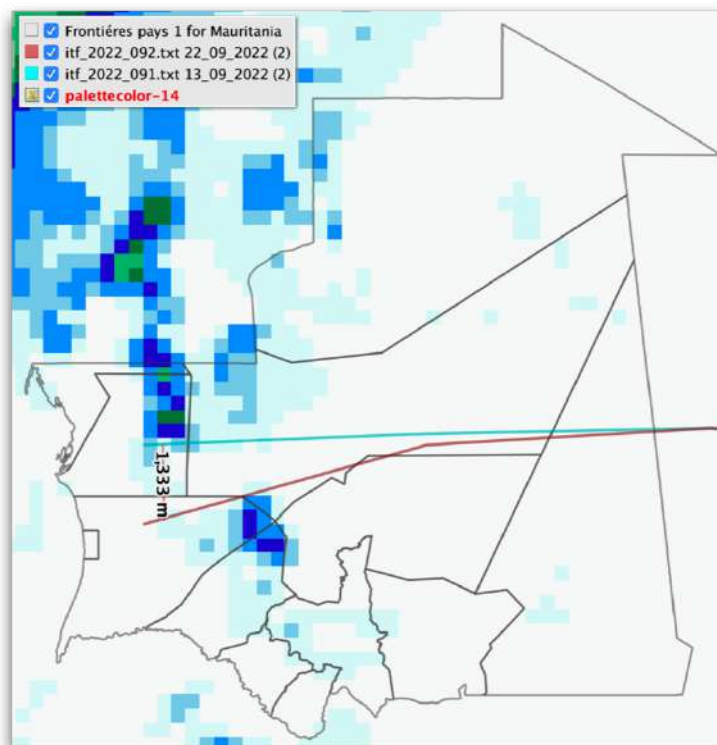 Frontiéres pays 1 for Mauritania
itf_2022_092.txt 22_09_2022 (2)
itf_2022_091.txt 13_09_2022 (2)
palettecolor-14
1,333 m